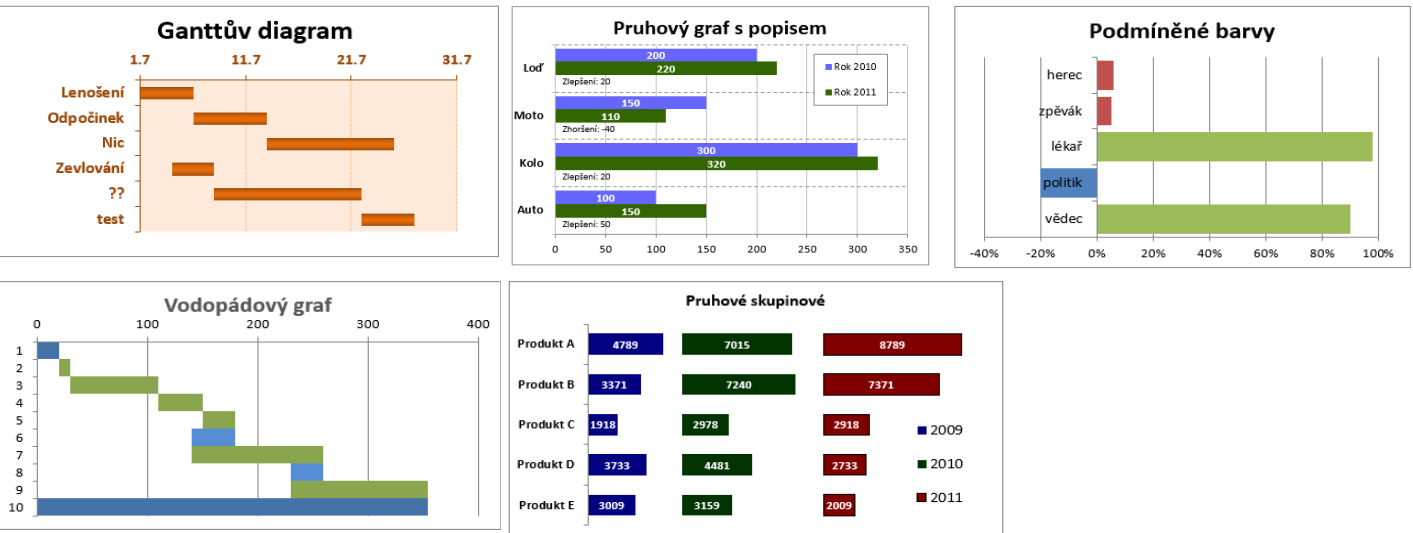 Ganttův diagram
1.7 11.7 21.7 31.7
Lenošení
Odpočinek
Nic
Zevlování
??
test
Pruhový graf s popisem
Loď
200
220
Zlepšení: 20
Moto
150
110
Zhoršení: -40
Kolo
300
320
Zlepšení: 20
Auto
100
150
Zlepšení: 50
0 50 100 150 200 250 300 350
Rok 2010
Rok 2011
Podmíněné barvy
herec
zpěvák
lékař
politik
vědec
-40% -20% 0% 20% 40% 60% 80% 100%
Vodopádový graf
0 100 200 300 400
1
2
3
4
5
6
7
8
9
10
Pruhové skupinové
Produkt A 4789 7015 8789
Produkt B 3371 7240 7371
Produkt C 1918 2978 2918
Produkt D 3733 4481 2733
Produkt E 3009 3159 2009
2009
2010
2011